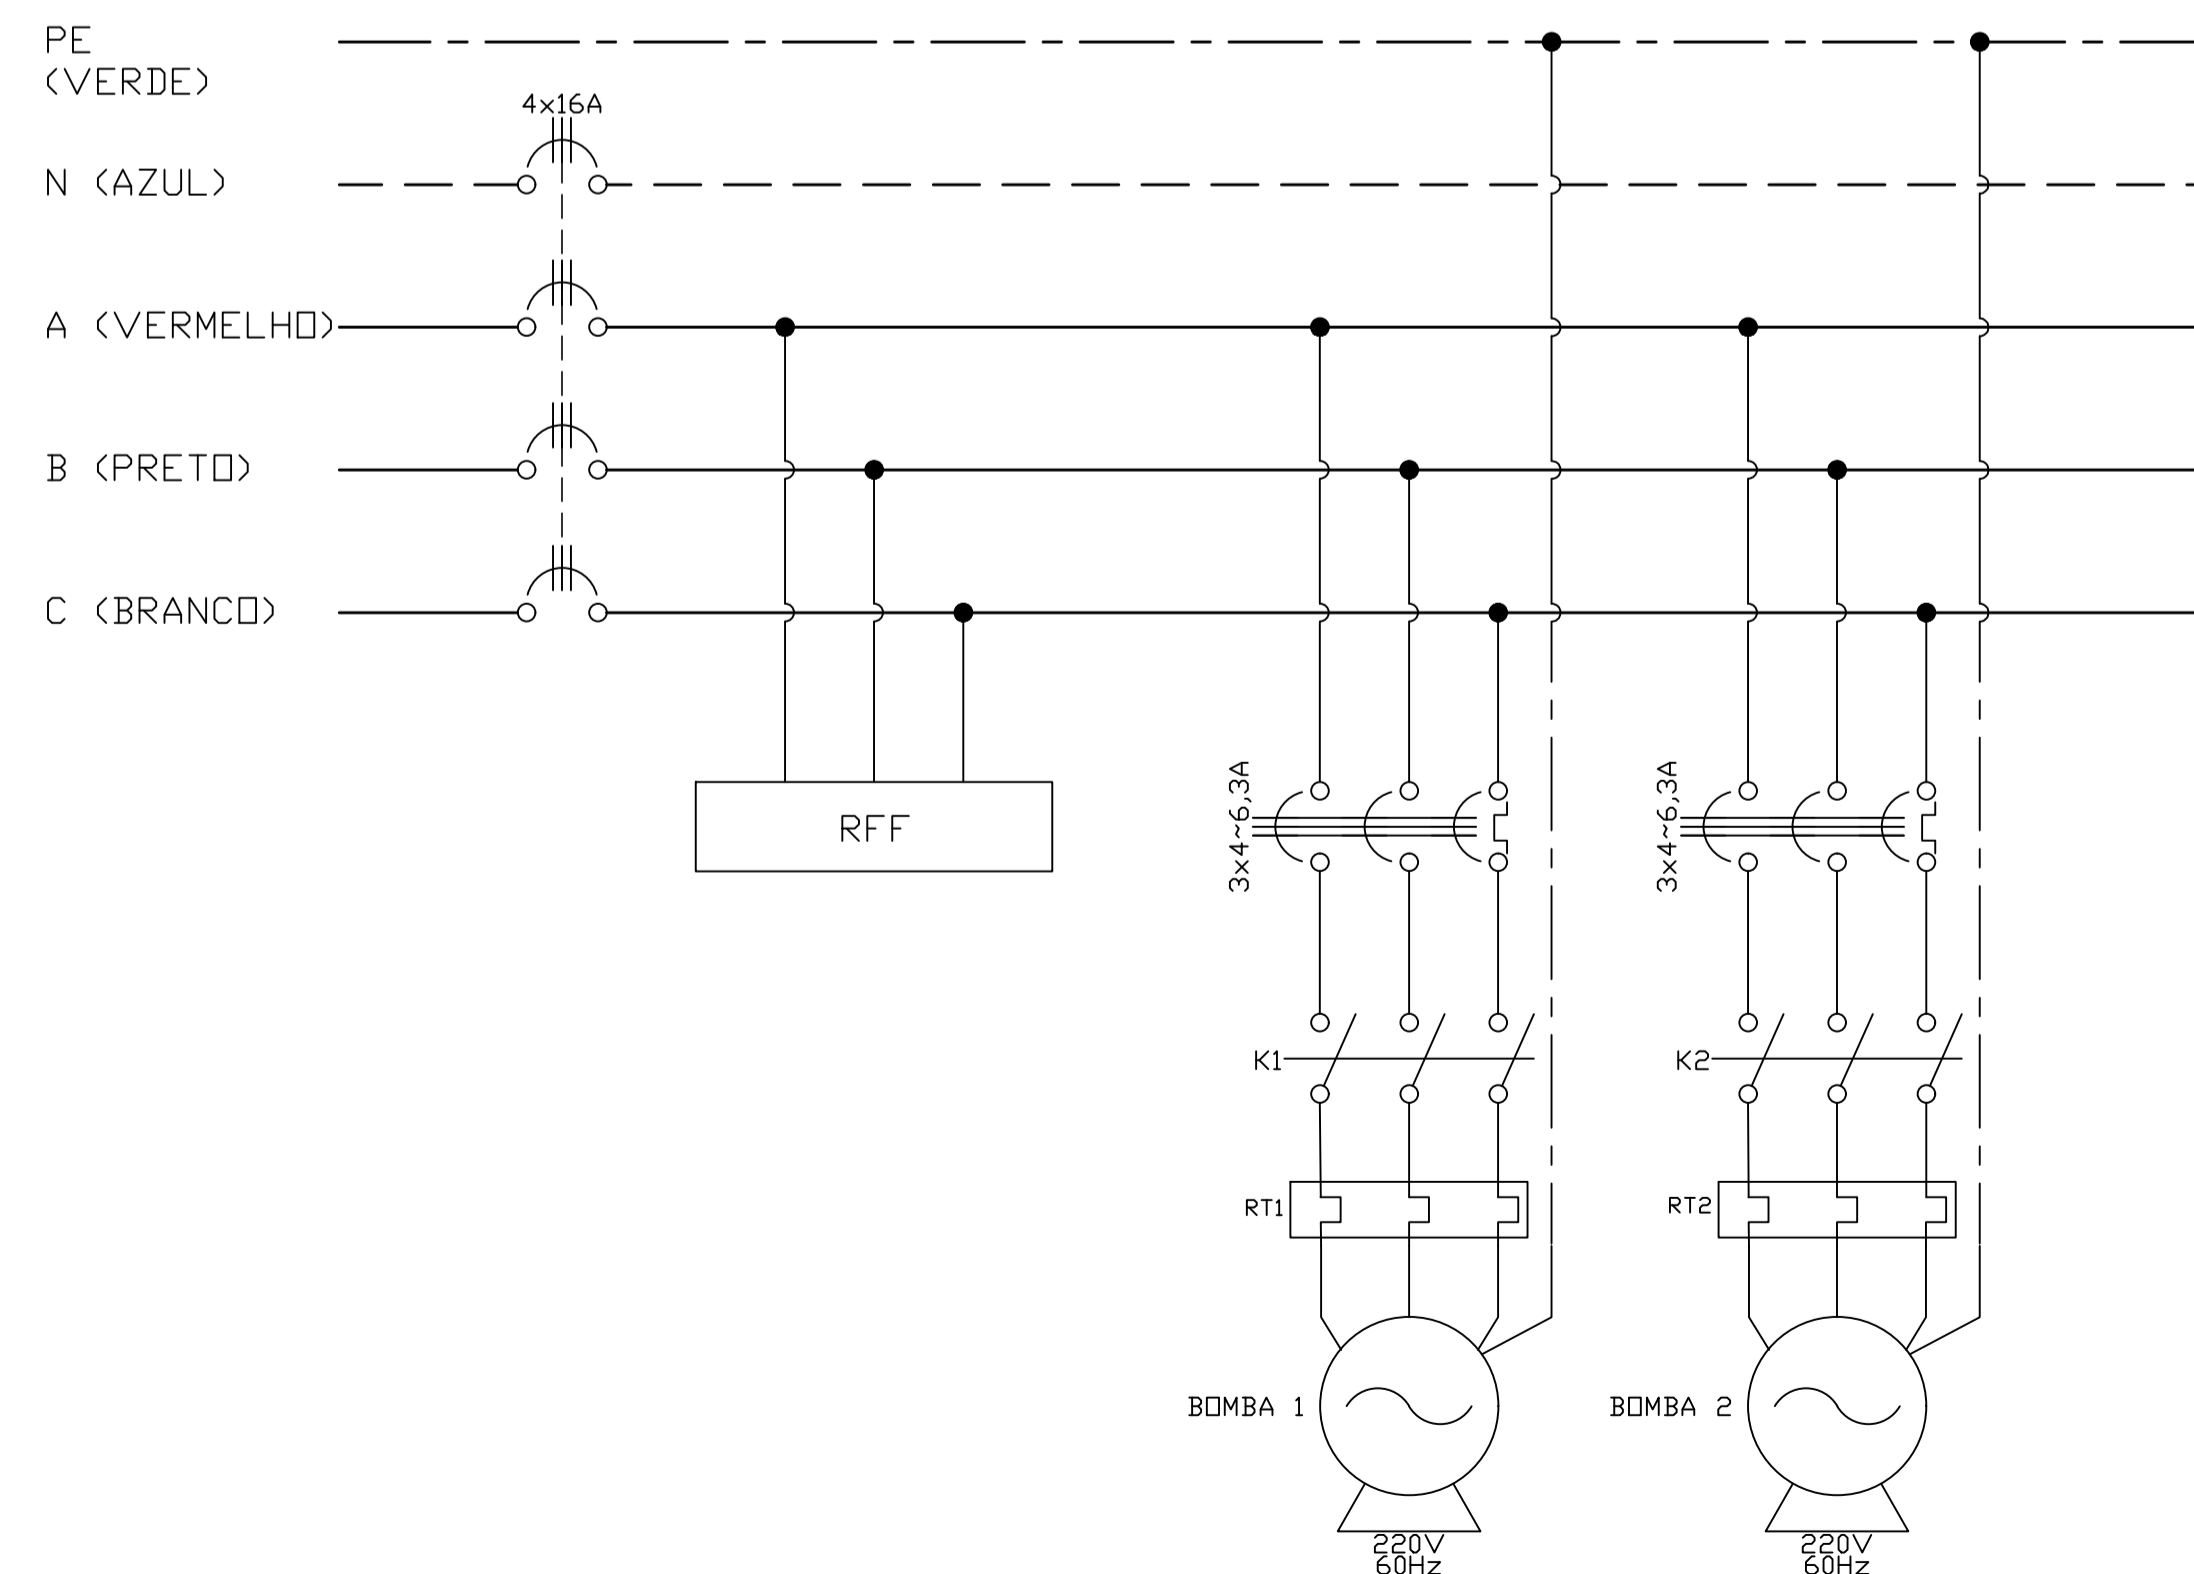 PE
(VERDE)
4x16A
N (AZUL)
A (VERMELHO)
B (PRETO)
C (BRANCO)
RFF
3x4~6,3A
3x4~6,3A
K1
K2
RT1
RT2
BOMBA 1
BOMBA 2
220V
60Hz
220V
60Hz